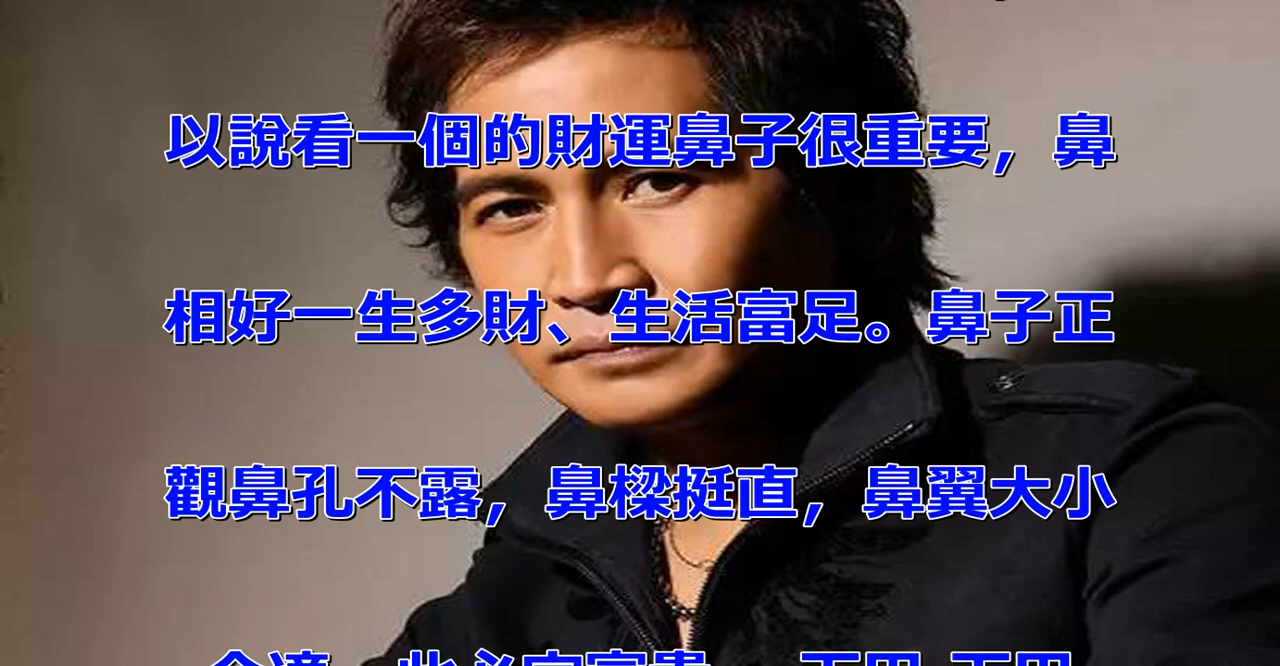 以說看一個的財運鼻子很重要，鼻
相好一生多財、生活富足。鼻子正
觀鼻孔不露，鼻樑挺直，鼻翼大小